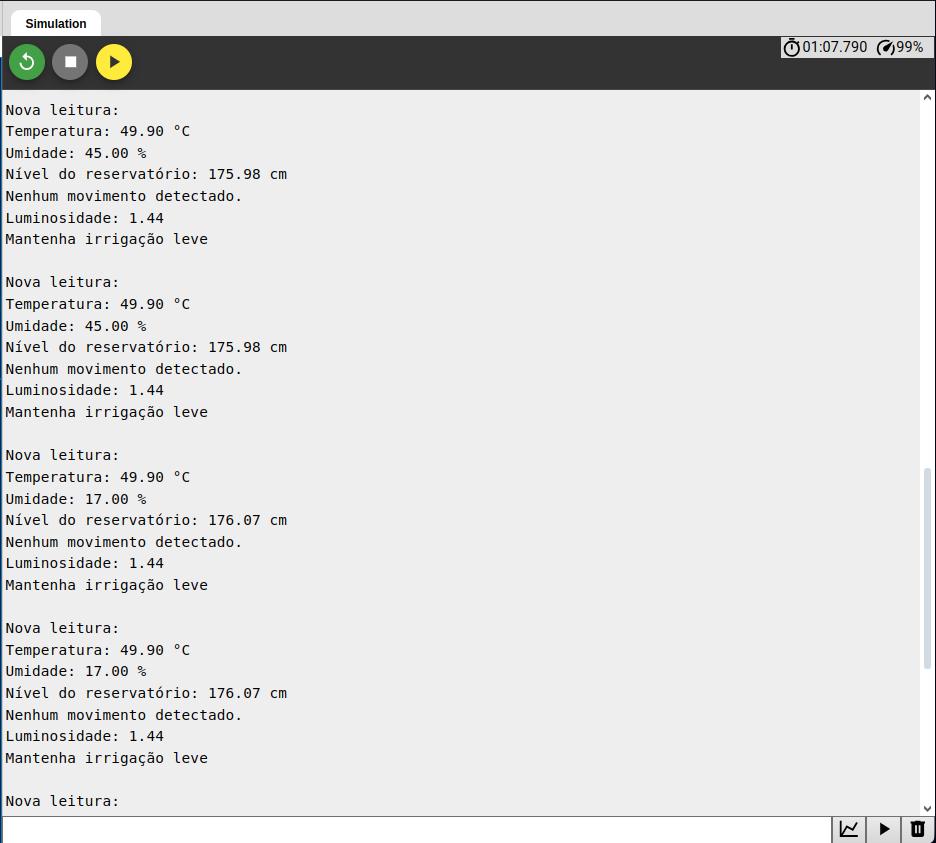 Simulation
01:07.790 99%
Nova leitura:
Temperatura: 49.90 °C
Umidade: 45.00 %
Nível do reservatório: 175.98 cm
Nenhum movimento detectado.
Luminosidade: 1.44
Mantenha irrigação leve
Nova leitura:
Temperatura: 49.90 °C
Umidade: 45.00 %
Nível do reservatório: 175.98 cm
Nenhum movimento detectado.
Luminosidade: 1.44
Mantenha irrigação leve
Nova leitura:
Temperatura: 49.90 °C
Umidade: 17.00 %
Nível do reservatório: 176.07 cm
Nenhum movimento detectado.
Luminosidade: 1.44
Mantenha irrigação leve
Nova leitura:
Temperatura: 49.90 °C
Umidade: 17.00 %
Nível do reservatório: 176.07 cm
Nenhum movimento detectado.
Luminosidade: 1.44
Mantenha irrigação leve
Nova leitura: